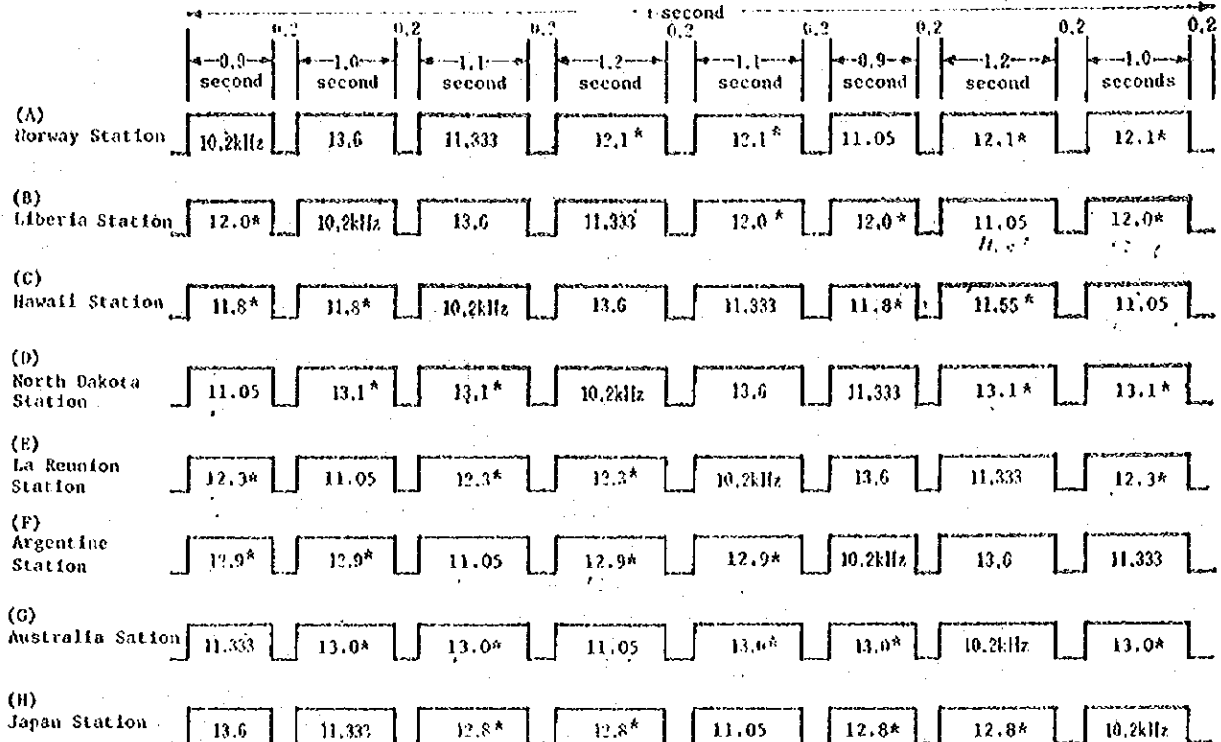 second
0.2 0.2 0.2 0.2 0.2 0.2 0.2
0.9 1.0 1.1 1.2 1.1 0.9 1.2 1.0
second second second second second second second seconds
(A)
Norway Station 10.2kHz 13.6 11.333 12.1* 12.1* 11.05 12.1* 12.1*
(B)
Liberia Station 12.0* 10.2kHz 13.6 11.333 12.0* 12.0* 11.05 12.0*
(C)
Hawaii Station 11.8* 11.8* 10.2kHz 13.6 11.333 11.8* 11.55* 11.05
(D)
North Dakota
Station 11.05 13.1* 13.1* 10.2kHz 13.6 11.333 13.1* 13.1*
(E)
La Reunion
Station 12.3* 11.05 12.3* 12.3* 10.2kHz 13.6 11.333 12.3*
(F)
Argentine
Station 12.9* 12.9* 11.05 12.9* 12.9* 10.2kHz 13.6 11.333
(G)
Australia Sation 11.333 13.0* 13.0* 11.05 13.0* 13.0* 10.2kHz 13.0*
(H)
Japan Station 13.6 11.333 12.8* 12.8* 11.05 12.8* 12.8* 10.2kHz